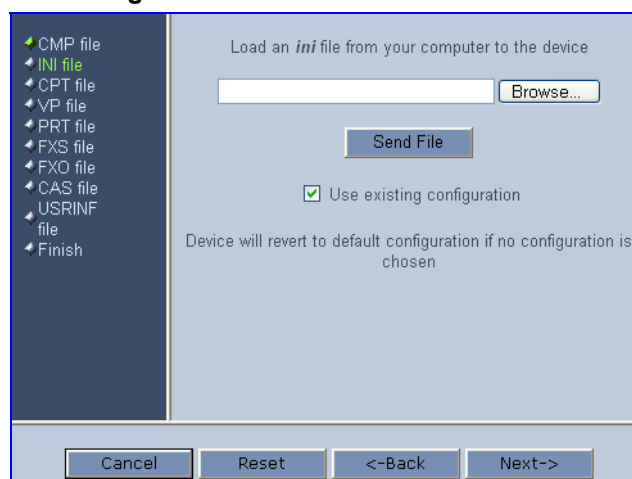 CMP file
INI file
CPT file
VP file
PRT file
FXS file
FXO file
CAS file
USRINF
file
Finish
Load an ini file from your computer to the device
Browse...
Send File
Use existing configuration
Device will revert to default configuration if no configuration is
chosen
Cancel
Reset
<-Back
Next->